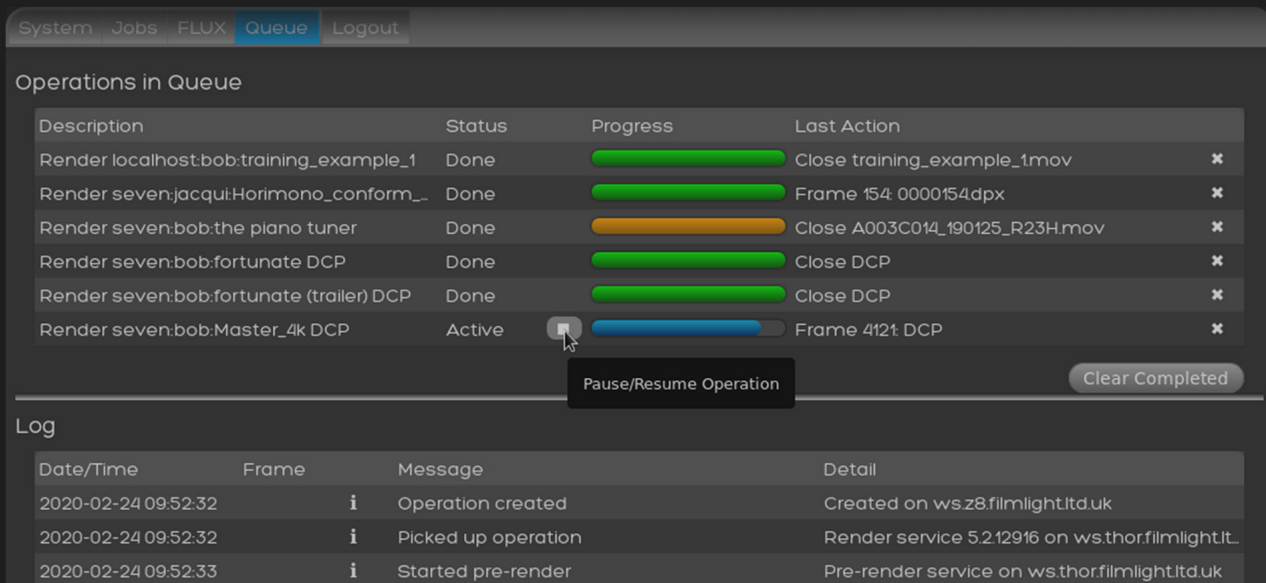 System Jobs FLUX Queue Logout
Operations in Queue
Description Status Progress Last Action
Render localhost:bob:training_example_1 Done Close training_example_1.mov
Render seven:jacqui:Horimono_conform_... Done Frame 154: 0000154.dpx
Render seven:bob:the piano tuner Done Close A003C014_190125_R23H.mov
Render seven:bob:fortunate DCP Done Close DCP
Render seven:bob:fortunate (trailer) DCP Done Close DCP
Render seven:bob:Master_4k DCP Active Frame 4121: DCP
Pause/Resume Operation
Clear Completed
Log
Date/Time Frame Message Detail
2020-02-24 09:52:32 i Operation created Created on ws.z8.filmlight.ltd.uk
2020-02-24 09:52:32 i Picked up operation Render service 5.2.12916 on ws.thor.filmlight.lt...
2020-02-24 09:52:33 i Started pre-render Pre-render service on ws.thor.filmlight.ltd.uk